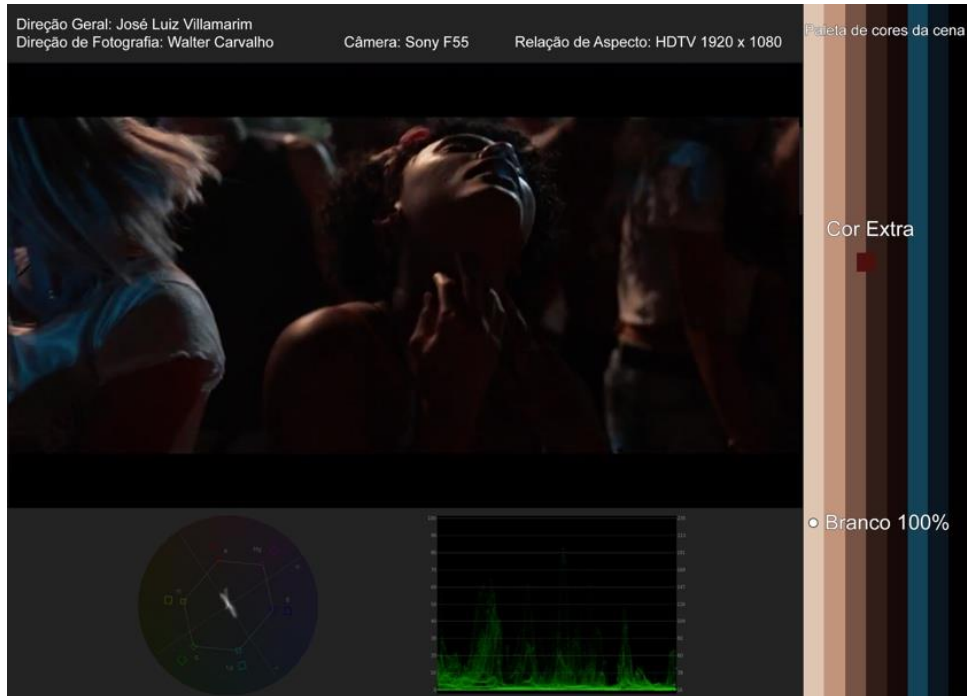 Direção Geral: José Luiz Villamarim
Direção de Fotografia: Walter Carvalho
Câmera: Sony F55
Relação de Aspecto: HDTV 1920 x 1080
Paleta de cores da cena
Cor Extra
Branco 100%